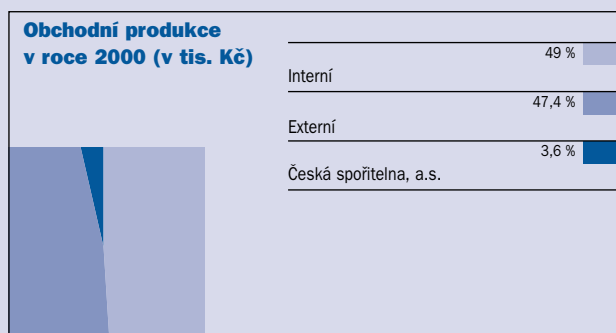 Obchodní produkce
v roce 2000 (v tis. Kč)
49 %
Interní
47,4 %
Externí
3,6 %
Česká spořitelna, a.s.